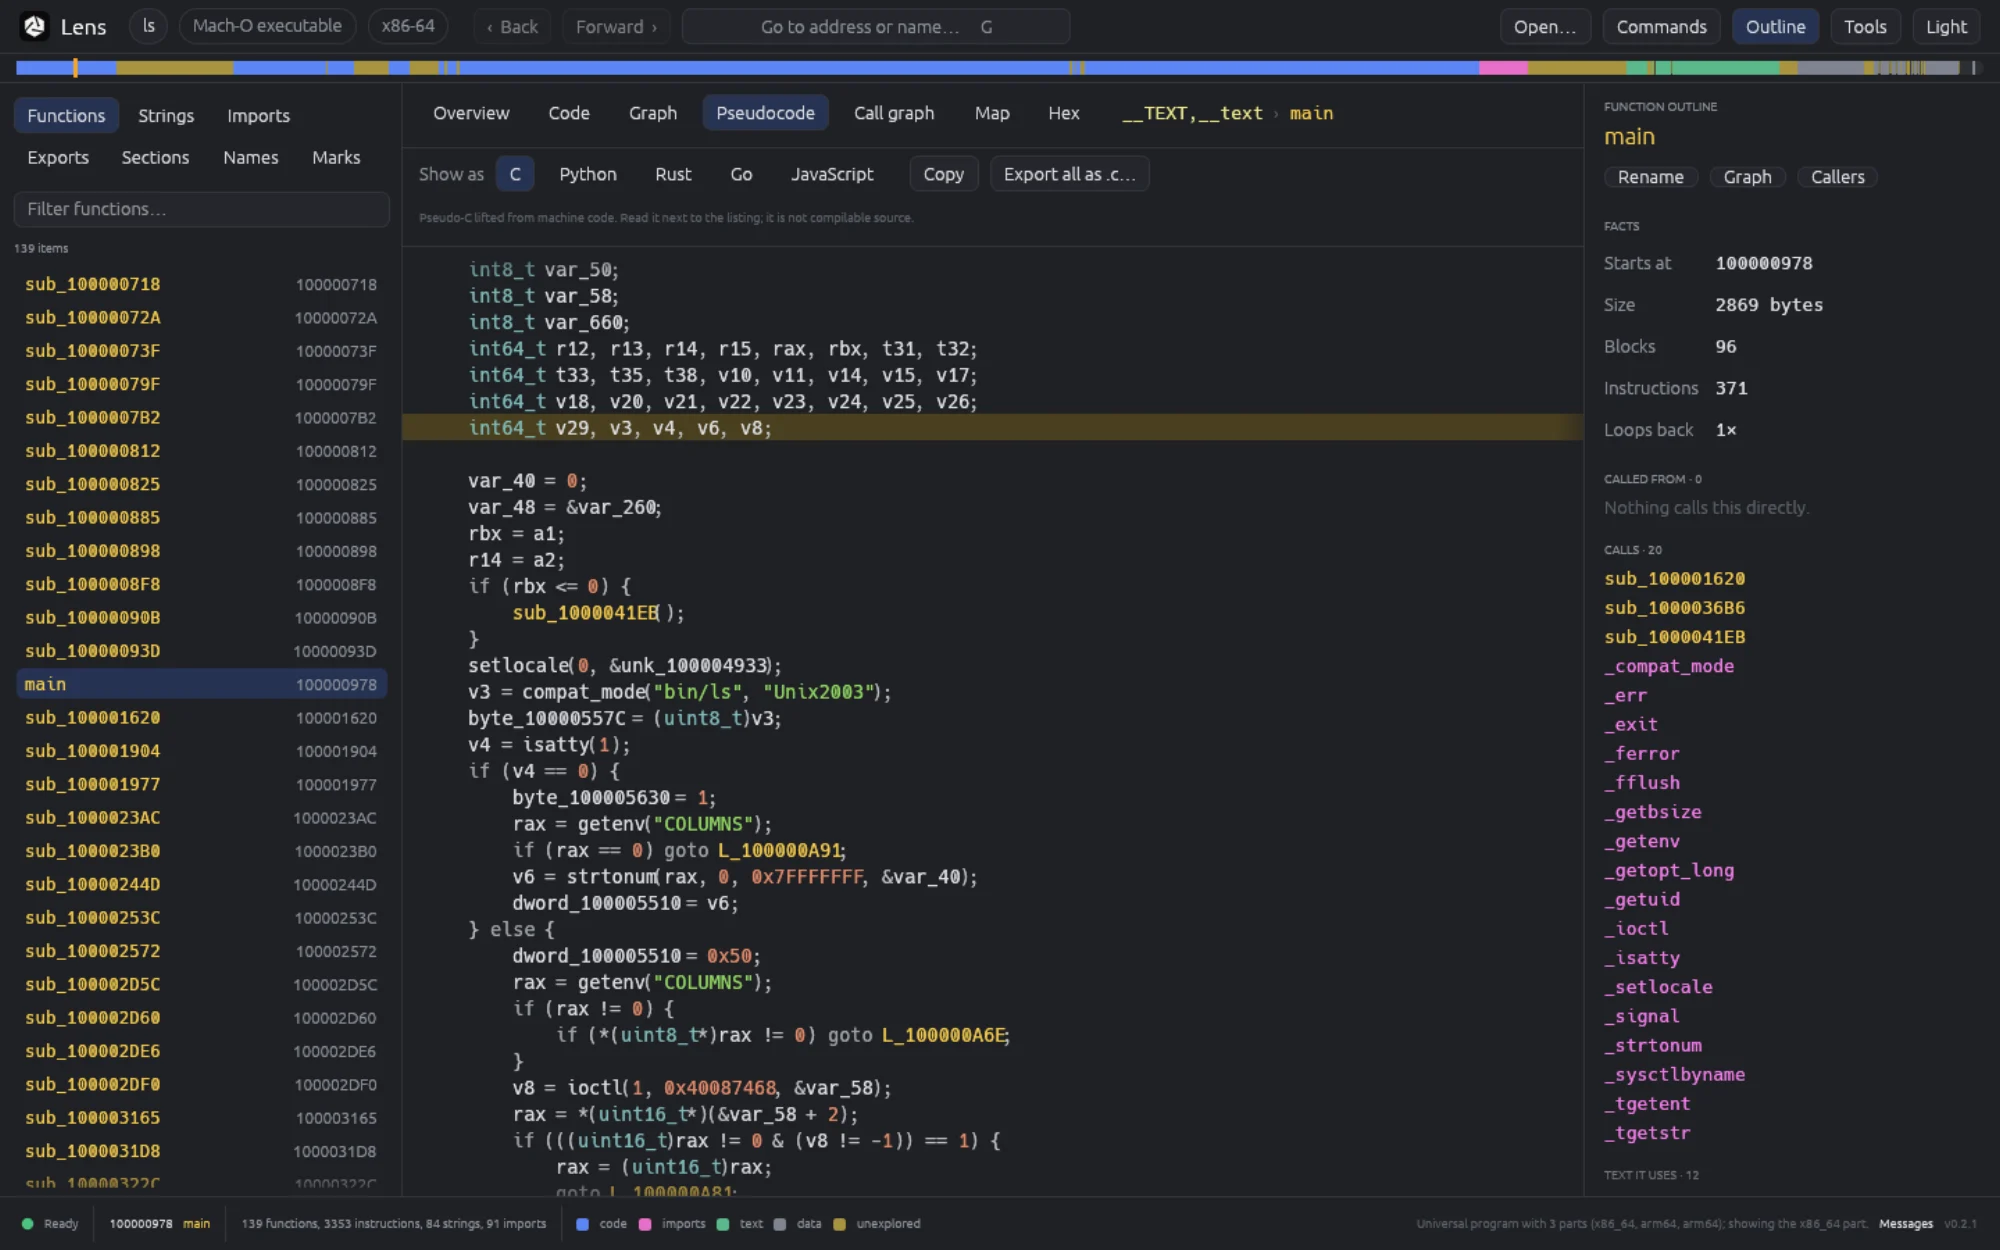 Lens ls Mach-O executable x86-64 ‹ Back Forward › Go to address or name… G Open… Commands Outline Tools Light
Functions Strings Imports
Exports Sections Names Marks
Filter functions…
139 items
sub_100000718 100000718
sub_10000072A 10000072A
sub_10000073F 10000073F
sub_10000079F 10000079F
sub_1000007B2 1000007B2
sub_100000812 100000812
sub_100000825 100000825
sub_100000885 100000885
sub_100000898 100000898
sub_1000008F8 1000008F8
sub_10000090B 10000090B
sub_10000093D 10000093D
main 100000978
sub_100001620 100001620
sub_100001904 100001904
sub_100001977 100001977
sub_1000023AC 1000023AC
sub_1000023B0 1000023B0
sub_10000244D 10000244D
sub_10000253C 10000253C
sub_100002572 100002572
sub_100002D5C 100002D5C
sub_100002D60 100002D60
sub_100002DE6 100002DE6
sub_100002DF0 100002DF0
sub_100003165 100003165
sub_1000031D8 1000031D8
sub_10000322C 10000322C
Overview Code Graph Pseudocode Call graph Map Hex __TEXT,__text › main
Show as C Python Rust Go JavaScript Copy Export all as .c…
Pseudo-C lifted from machine code. Read it next to the listing; it is not compilable source.
int8_t var_50;
int8_t var_58;
int8_t var_660;
int64_t r12, r13, r14, r15, rax, rbx, t31, t32;
int64_t t33, t35, t38, v10, v11, v14, v15, v17;
int64_t v18, v20, v21, v22, v23, v24, v25, v26;
int64_t v29, v3, v4, v6, v8;
var_40 = 0;
var_48 = &var_260;
rbx = a1;
r14 = a2;
if (rbx <= 0) {
sub_1000041EB();
}
setlocale(0, &unk_100004933);
v3 = compat_mode("bin/ls", "Unix2003");
byte_10000557C = (uint8_t)v3;
v4 = isatty(1);
if (v4 == 0) {
byte_100005630 = 1;
rax = getenv("COLUMNS");
if (rax == 0) goto L_100000A91;
v6 = strtonum(rax, 0, 0x7FFFFFFF, &var_40);
dword_100005510 = v6;
} else {
dword_100005510 = 0x50;
rax = getenv("COLUMNS");
if (rax != 0) {
if (*(uint8_t*)rax != 0) goto L_100000A6E;
}
v8 = ioctl(1, 0x40087468, &var_58);
rax = *(uint16_t*)(&var_58 + 2);
if (((uint16_t)rax != 0 & (v8 != -1)) == 1) {
rax = (uint16_t)rax;
goto L_100000A81;
FUNCTION OUTLINE
main
Rename Graph Callers
FACTS
Starts at 100000978
Size 2869 bytes
Blocks 96
Instructions 371
Loops back 1×
CALLED FROM · 0
Nothing calls this directly.
CALLS · 20
sub_100001620
sub_1000036B6
sub_1000041EB
_compat_mode
_err
_exit
_ferror
_fflush
_getbsize
_getenv
_getopt_long
_getuid
_ioctl
_isatty
_setlocale
_signal
_strtonum
_sysctlbyname
_tgetent
_tgetstr
TEXT IT USES · 12
Ready 100000978 main 139 functions, 3353 instructions, 84 strings, 91 imports code imports text data unexplored Universal program with 3 parts (x86_64, arm64, arm64); showing the x86_64 part. Messages v0.2.1